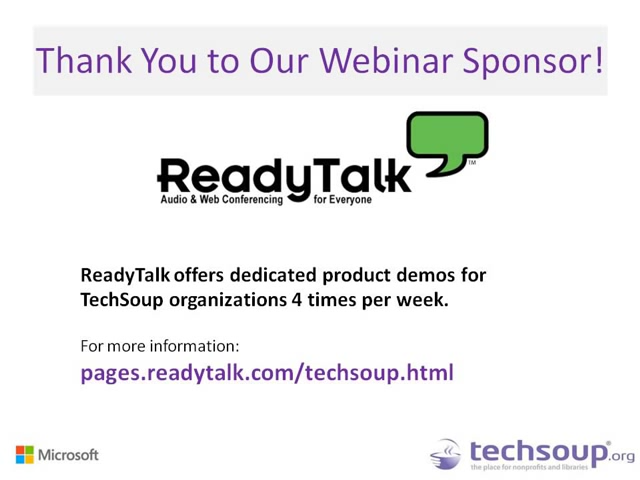 Thank You to Our Webinar Sponsor!
ReadyTalk™
Audio & Web Conferencing for Everyone
ReadyTalk offers dedicated product demos for
TechSoup organizations 4 times per week.
For more information:
pages.readytalk.com/techsoup.html
Microsoft
techsoup®.org
the place for nonprofits and libraries